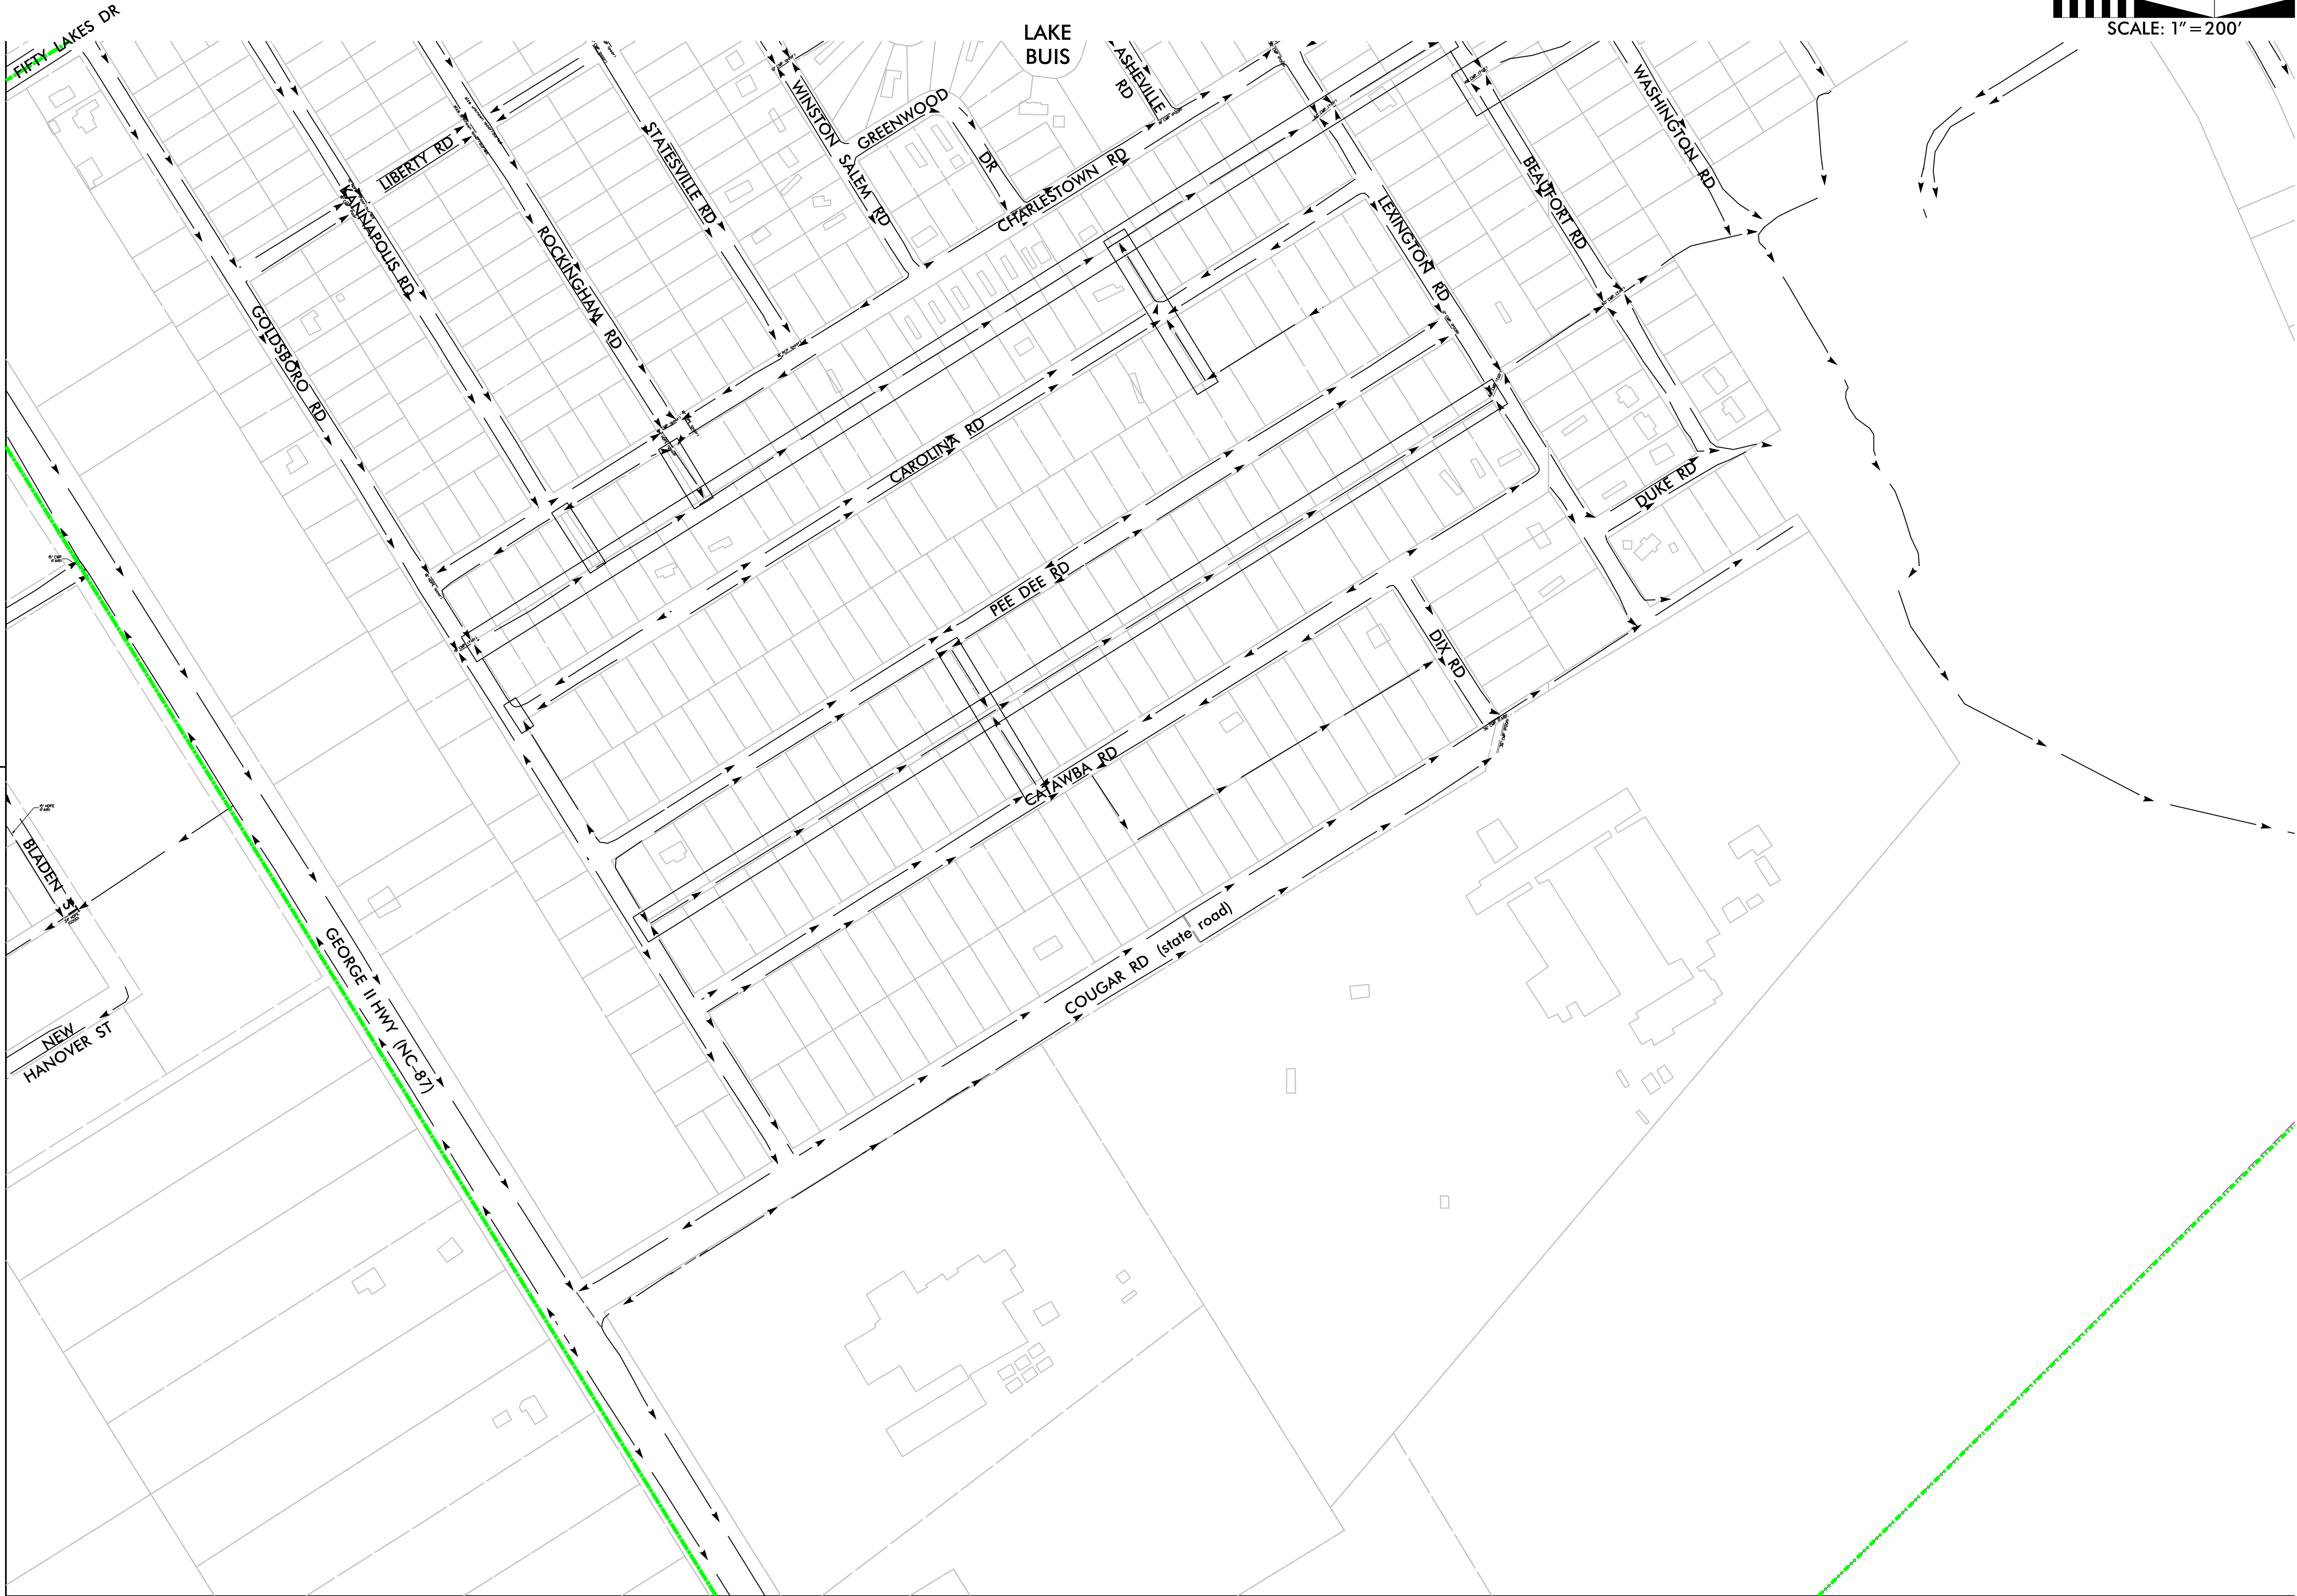 FIFTY LAKES DR
LAKE
BUIS
SCALE: 1"=200'
ASHEVILLE
RD
WASHINGTON RD
WINSTON SALEM RD
GREENWOOD
DR
STATESVILLE RD
LIBERTY RD
KANNAPOLIS RD
ROCKINGHAM RD
CHARLESTOWN RD
LEXINGTON RD
BEAUFORT RD
GOLDSBORO RD
CAROLINA RD
DUKE RD
PEE DEE RD
DIX RD
CATAWBA RD
BLADEN ST
COUGAR RD (state road)
GEORGE II HWY (NC-87)
NEW
HANOVER ST